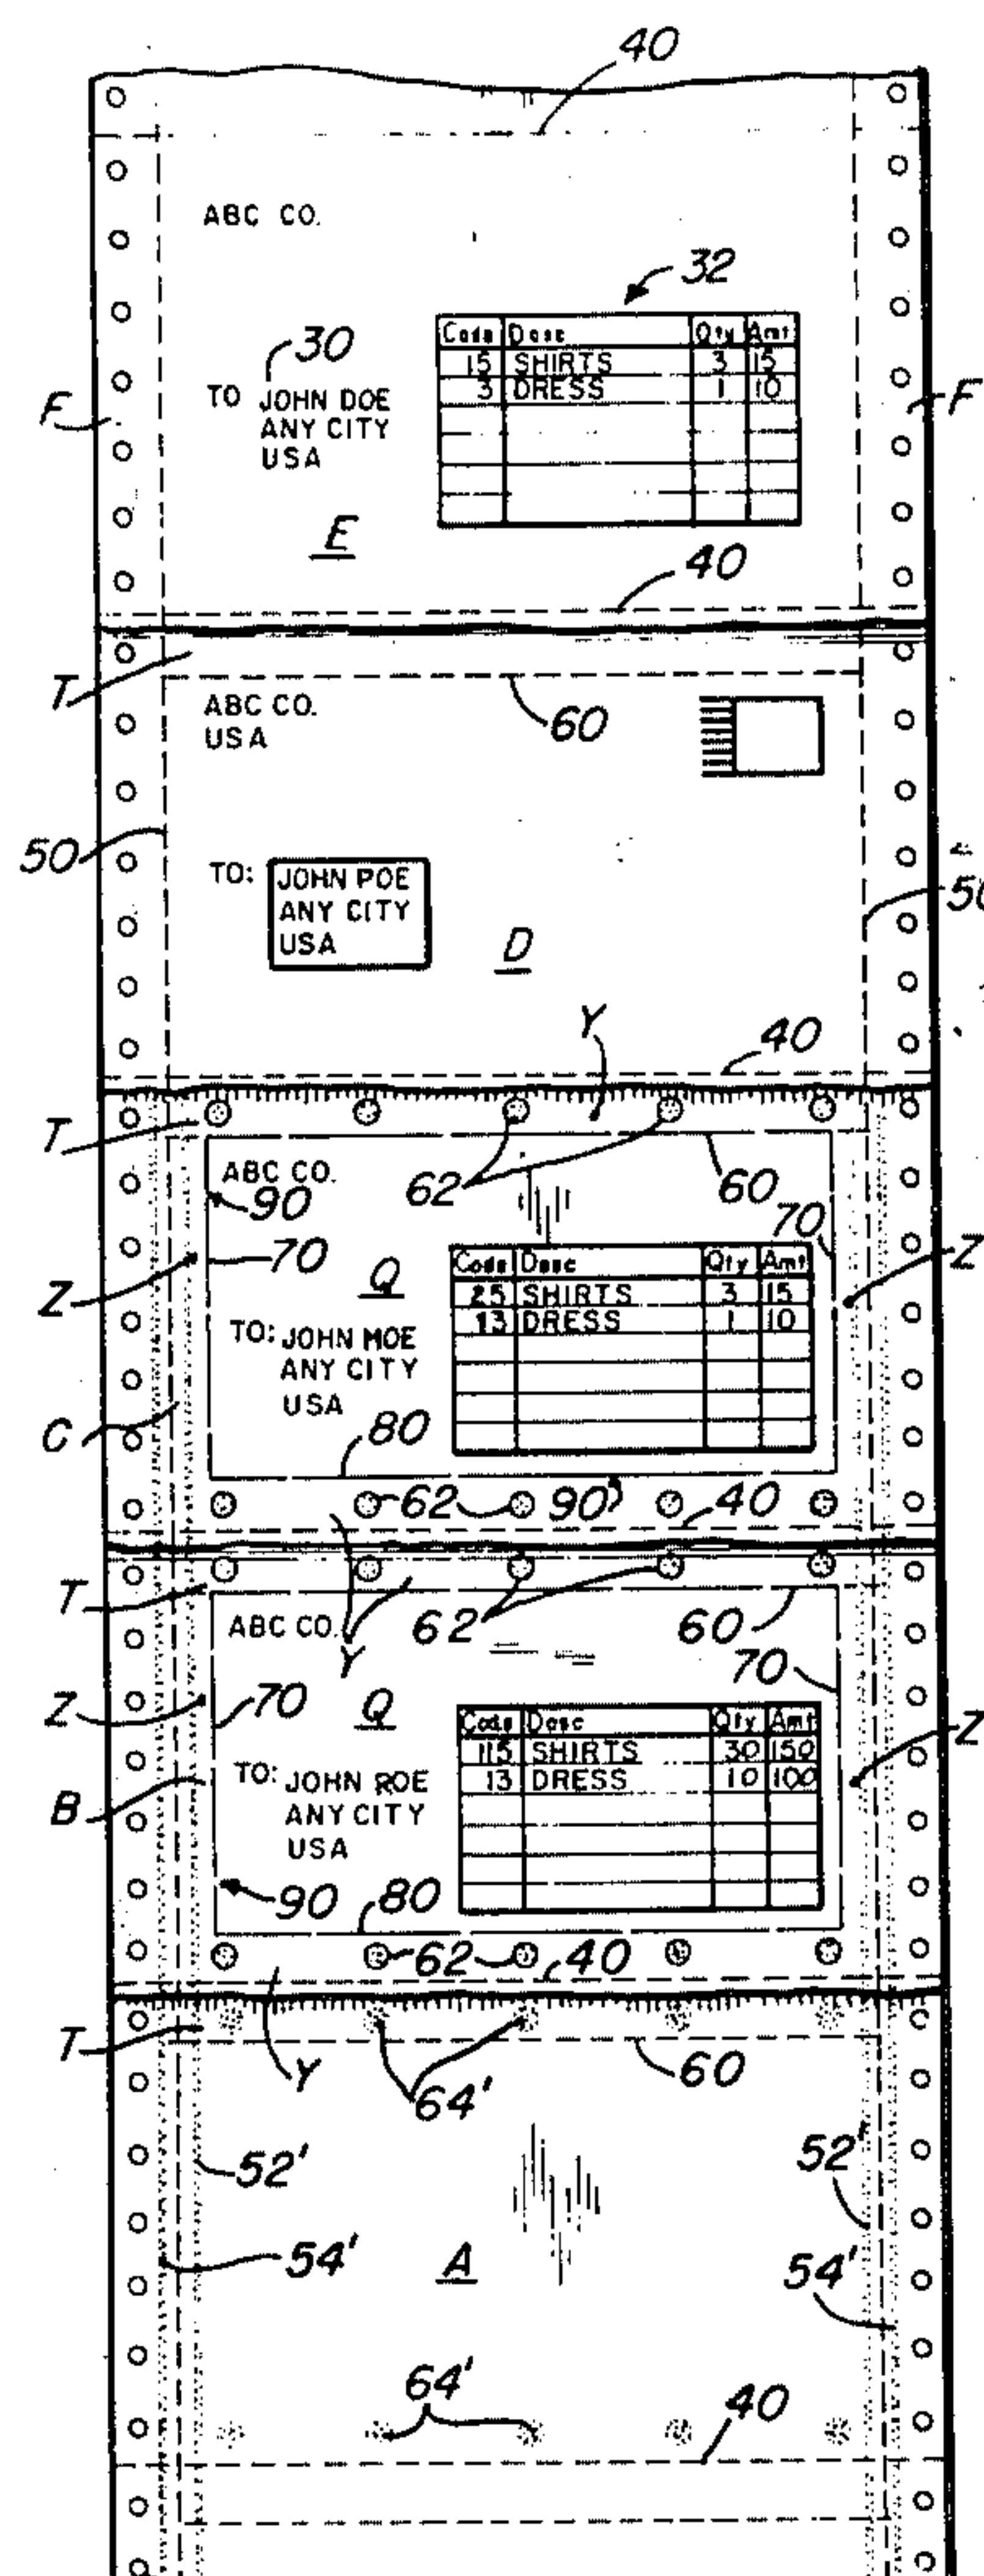 40
ABC CO.
32
Code Desc Qty Amt
15 SHIRTS 3 15
3 DRESS 1 10
30
TO JOHN DOE
ANY CITY
USA
F F
E
40
T
60
ABC CO.
USA
50 50
TO: JOHN POE
ANY CITY
USA
D
Y 40
T
62 60
ABC CO.
90
70 70
Q
Z Z
Code Desc Qty Amt
25 SHIRTS 3 15
13 DRESS 1 10
TO: JOHN MOE
ANY CITY
USA
C
80
62 90 40
T
62 60
Y
ABC CO.
70 70
Q
Z Z
Code Desc Qty Amt
115 SHIRTS 30 150
13 DRESS 10 100
TO: JOHN ROE
ANY CITY
USA
B
90 80
62 40
T
Y 64' 60
52' 52'
54' A 54'
64' 40